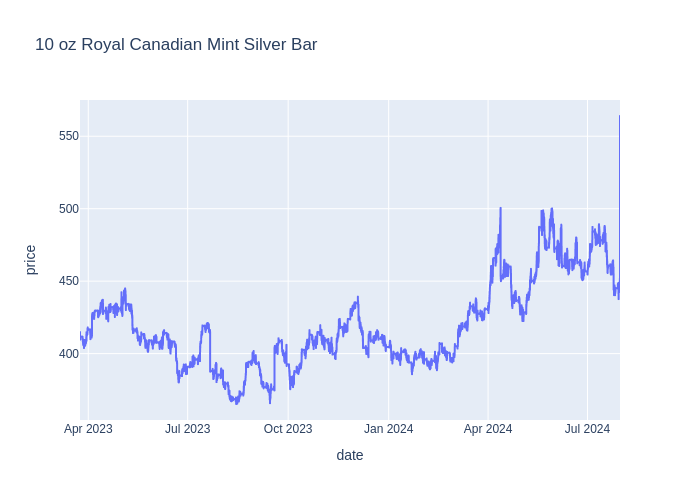 10 oz Royal Canadian Mint Silver Bar
550
500
450
400
price
Apr 2023
Jul 2023
Oct 2023
Jan 2024
Apr 2024
Jul 2024
date